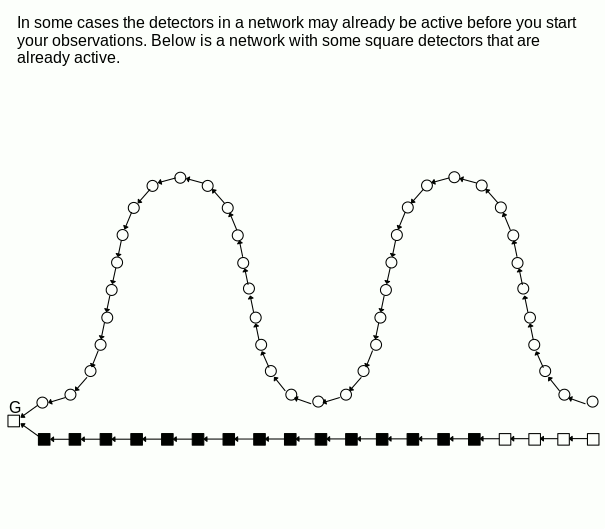 In some cases the detectors in a network may already be active before you start
your observations. Below is a network with some square detectors that are
already active.
G